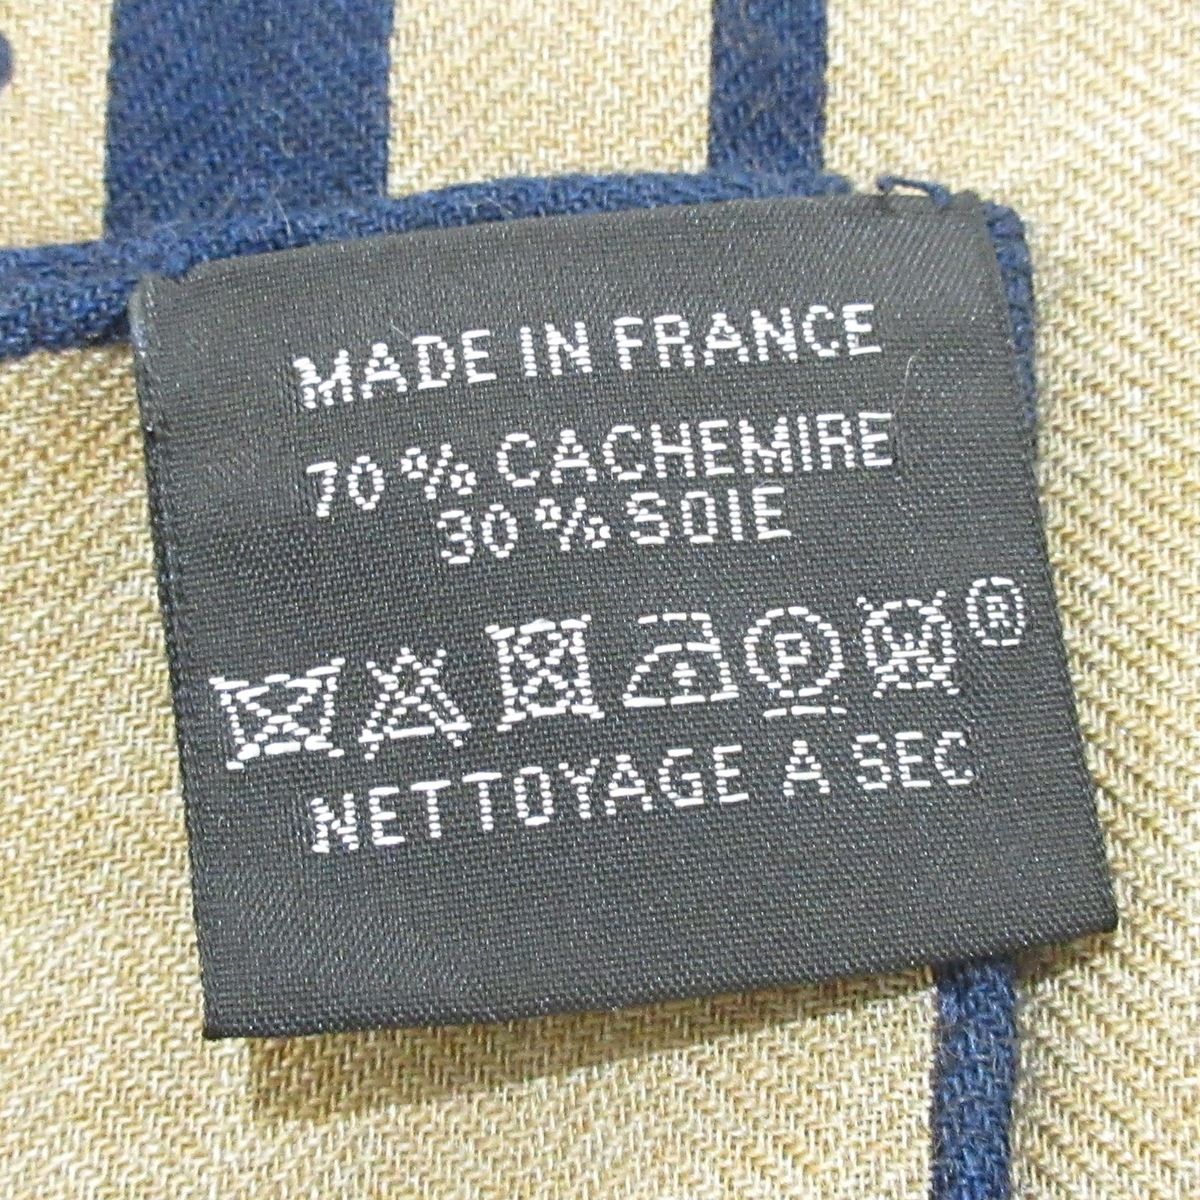 MADE IN FRANCE
70 % CACHEMIRE
30 % SOIE
P W ®
NETTOYAGE A SEC